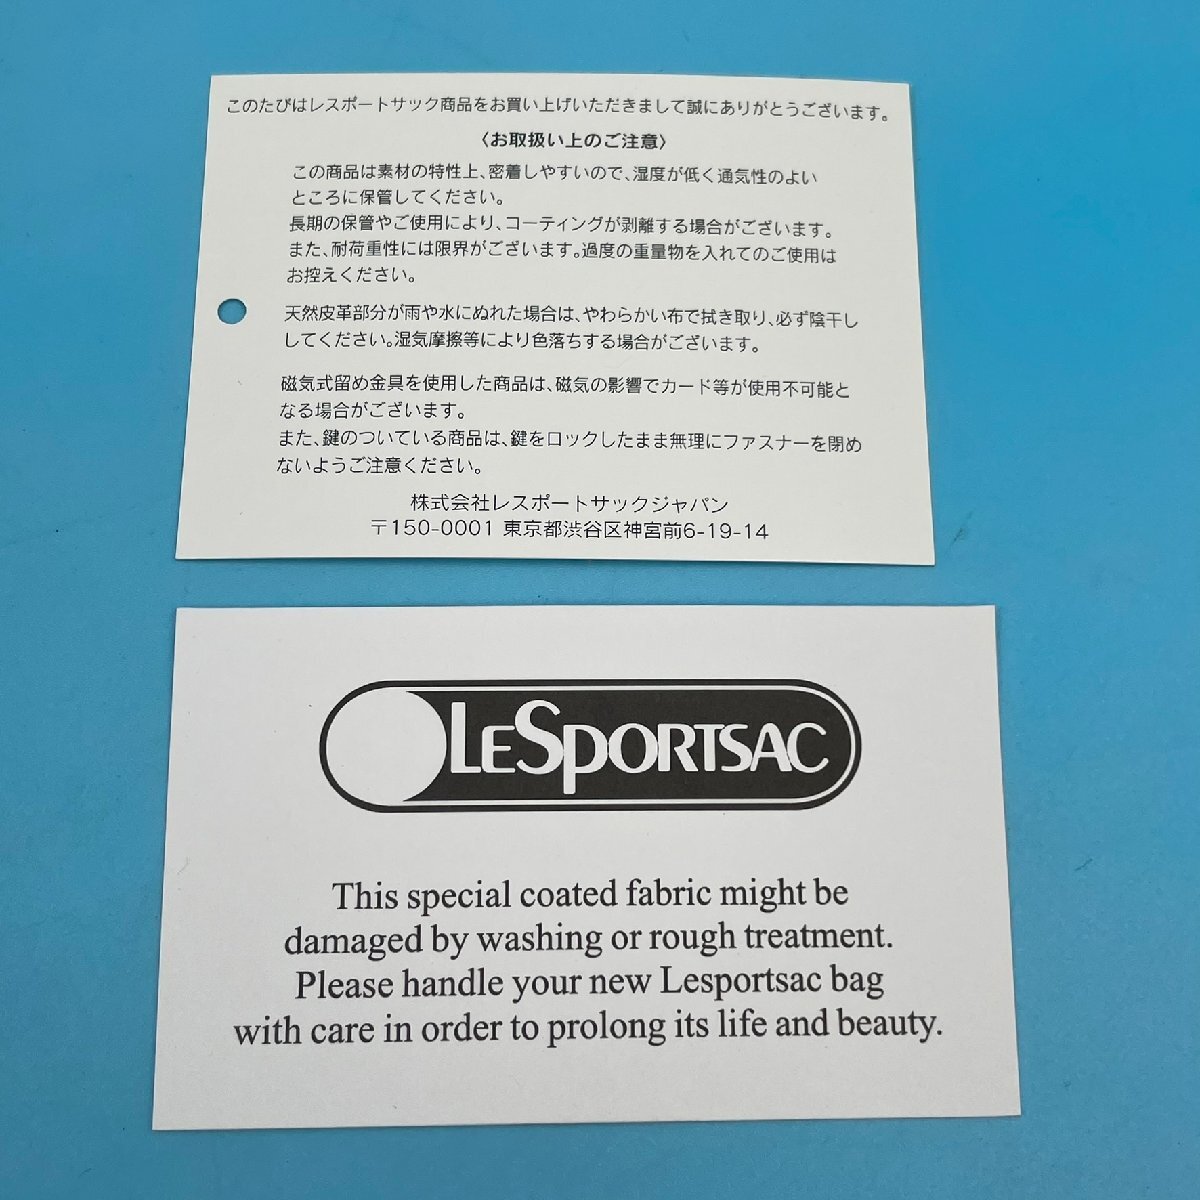 このたびはレスポートサック商品をお買い上げいただきまして誠にありがとうございます。
〈お取扱い上のご注意〉
この商品は素材の特性上、密着しやすいので、湿度が低く通気性のよい
ところに保管してください。
長期の保管やご使用により、コーティングが剥離する場合がございます。
また、耐荷重性には限界がございます。過度の重量物を入れてのご使用は
お控えください。
天然皮革部分が雨や水にぬれた場合は、やわらかい布で拭き取り、必ず陰干し
してください。湿気摩擦等により色落ちする場合がございます。
磁気式留め金具を使用した商品は、磁気の影響でカード等が使用不可能と
なる場合がございます。
また、鍵のついている商品は、鍵をロックしたまま無理にファスナーを閉め
ないようご注意ください。
株式会社レスポートサックジャパン
〒150-0001 東京都渋谷区神宮前6-19-14
LESPORTSAC
This special coated fabric might be
damaged by washing or rough treatment.
Please handle your new Lesportsac bag
with care in order to prolong its life and beauty.